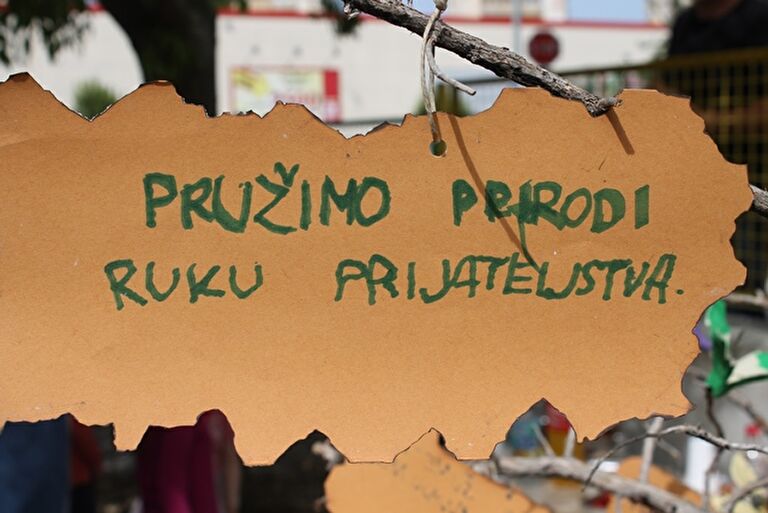 PRUŽIMO PRIRODI
RUKU PRIJATELJSTVA.